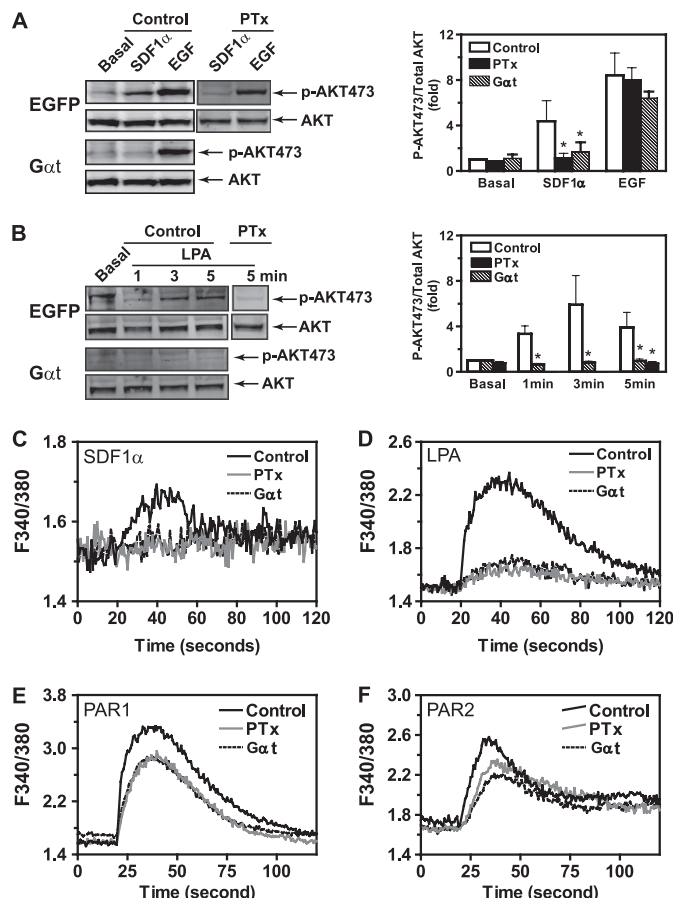 A
Control
PTx
Basal
SDF1α
EGF
SDF1α
EGF
EGFP
p-AKT473
AKT
Gαt
p-AKT473
AKT
P-AKT473/Total AKT
(fold)
12
8
4
0
Control
PTx
Gαt
*
*
Basal
SDF1α
EGF
B
Control
PTx
LPA
Basal
1
3
5
5 min
EGFP
p-AKT473
AKT
Gαt
p-AKT473
AKT
P-AKT473/Total AKT
(fold)
12
8
4
0
Control
PTx
Gαt
*
*
*
*
Basal
1min
3min
5min
C
SDF1α
Control
PTx
Gαt
F340/380
1.8
1.6
1.4
0
20
40
60
80
100
120
Time (seconds)
D
LPA
Control
PTx
Gαt
F340/380
2.6
2.2
1.8
1.4
0
20
40
60
80
100
120
Time (seconds)
E
PAR1
Control
PTx
Gαt
F340/380
3.8
3.0
2.2
1.4
0
25
50
75
100
Time (second)
F
PAR2
Control
PTx
Gαt
F340/380
3.0
2.6
2.2
1.8
1.4
0
25
50
75
100
Time (second)